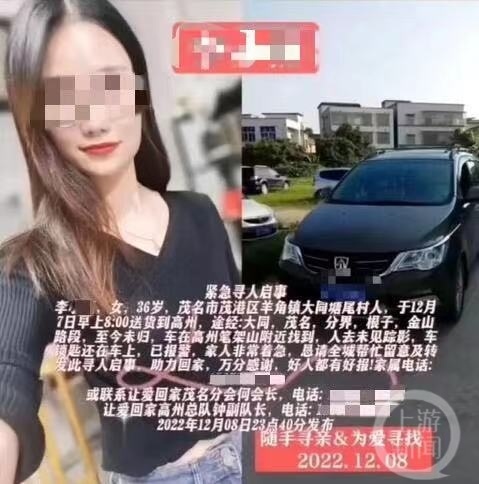 紧急寻人启事
李，女，36岁，茂名市茂港区羊角镇大同塘尾村人，于12月
7日早上8:00送货到高州，途经:大同，茂名，分界，根子，金山
路段，至今未归，车在高州笔架山附近找到，人去未见踪影，车
锁匙还在车上，已报警，家人非常着急，恳请全城帮忙留意及转
发此寻人启事，助力回家，万分感谢，好人都有好报!家属电话:
或联系让爱回家茂名分会何会长，电话:
让爱回家高州总队钟副队长，电话:
2022年12月08日23点40分发布
随手寻亲&为爱寻找
2022.12.08
上游新闻